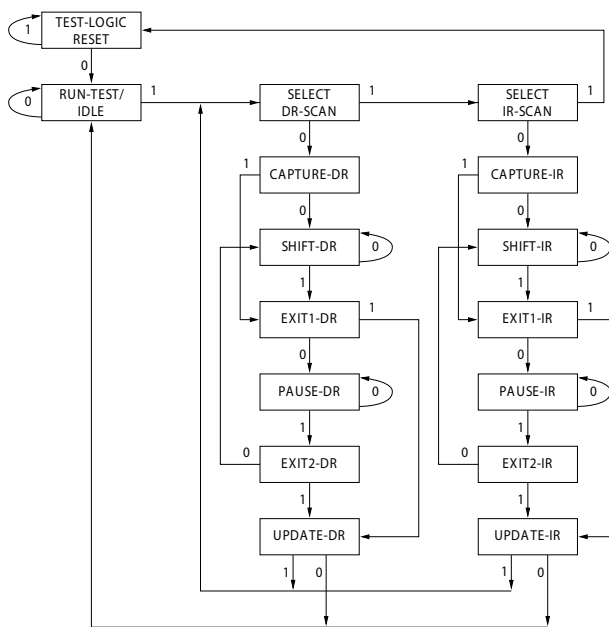 TEST-LOGIC
RESET
1
0
RUN-TEST/
IDLE
0
1
SELECT
DR-SCAN
1
SELECT
IR-SCAN
1
0
0
1
CAPTURE-DR
1
CAPTURE-IR
0
0
SHIFT-DR
0
SHIFT-IR
0
1
1
EXIT1-DR
1
EXIT1-IR
1
0
0
PAUSE-DR
0
PAUSE-IR
0
1
1
0
EXIT2-DR
0
EXIT2-IR
1
1
UPDATE-DR
UPDATE-IR
1
0
1
0